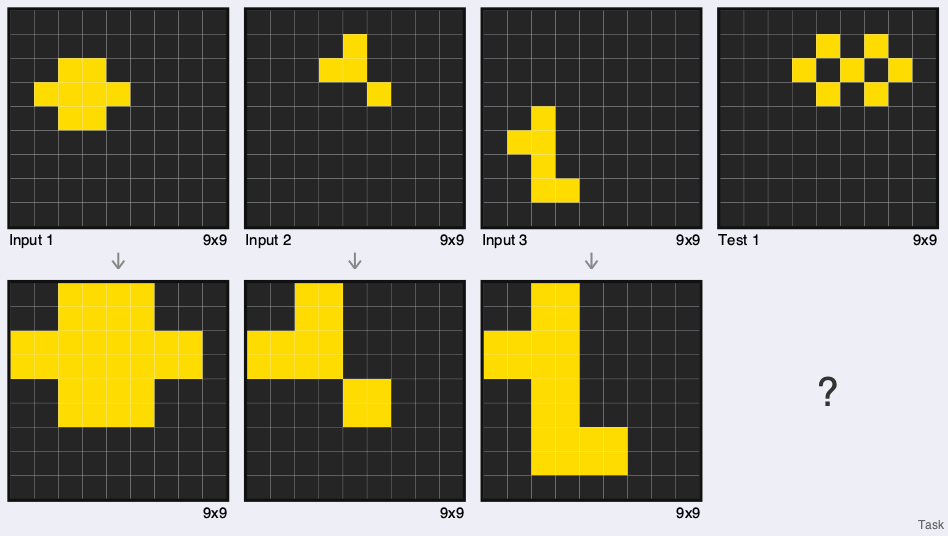 Input 1 9x9
Input 2 9x9
Input 3 9x9
Test 1 9x9
↓ ↓ ↓
?
9x9 9x9 9x9
Task